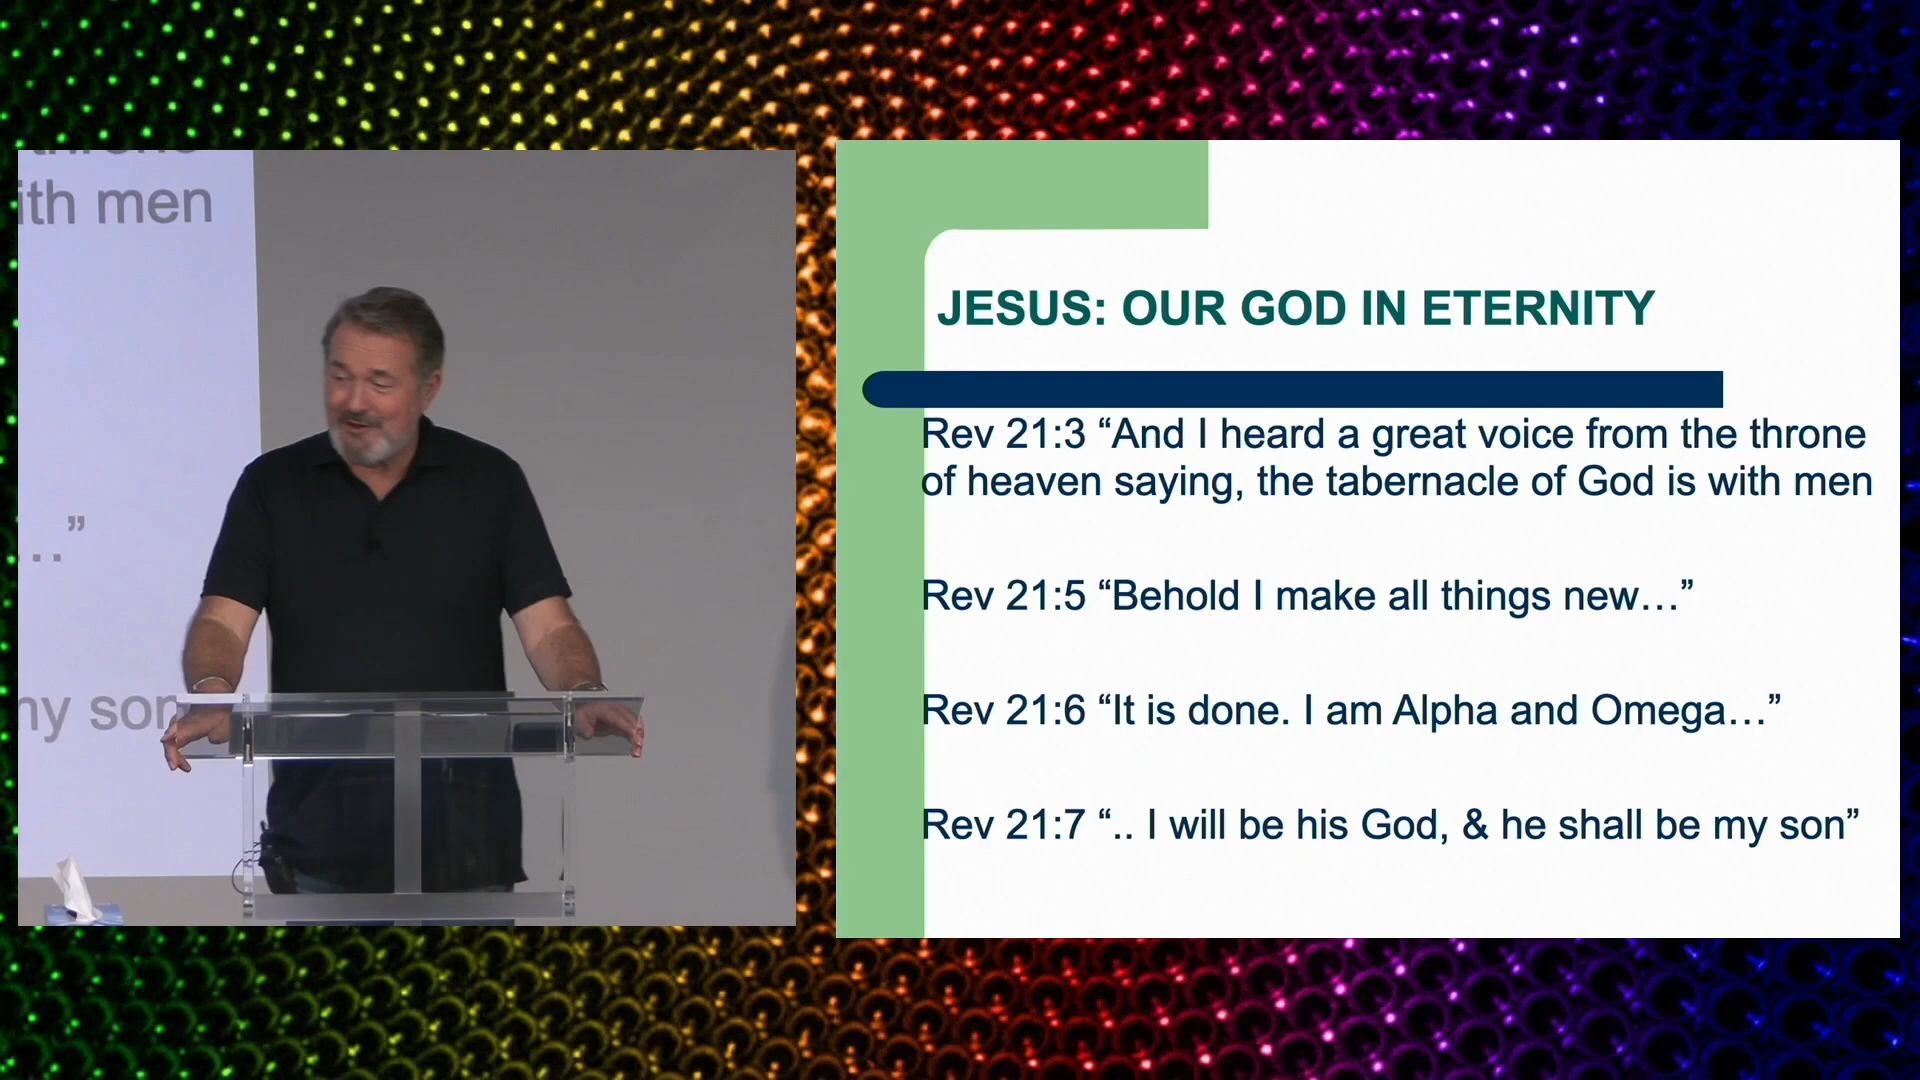 ith men
…”
my son
JESUS: OUR GOD IN ETERNITY
Rev 21:3 “And I heard a great voice from the throne
of heaven saying, the tabernacle of God is with men
Rev 21:5 “Behold I make all things new…”
Rev 21:6 “It is done. I am Alpha and Omega…”
Rev 21:7 “.. I will be his God, & he shall be my son”